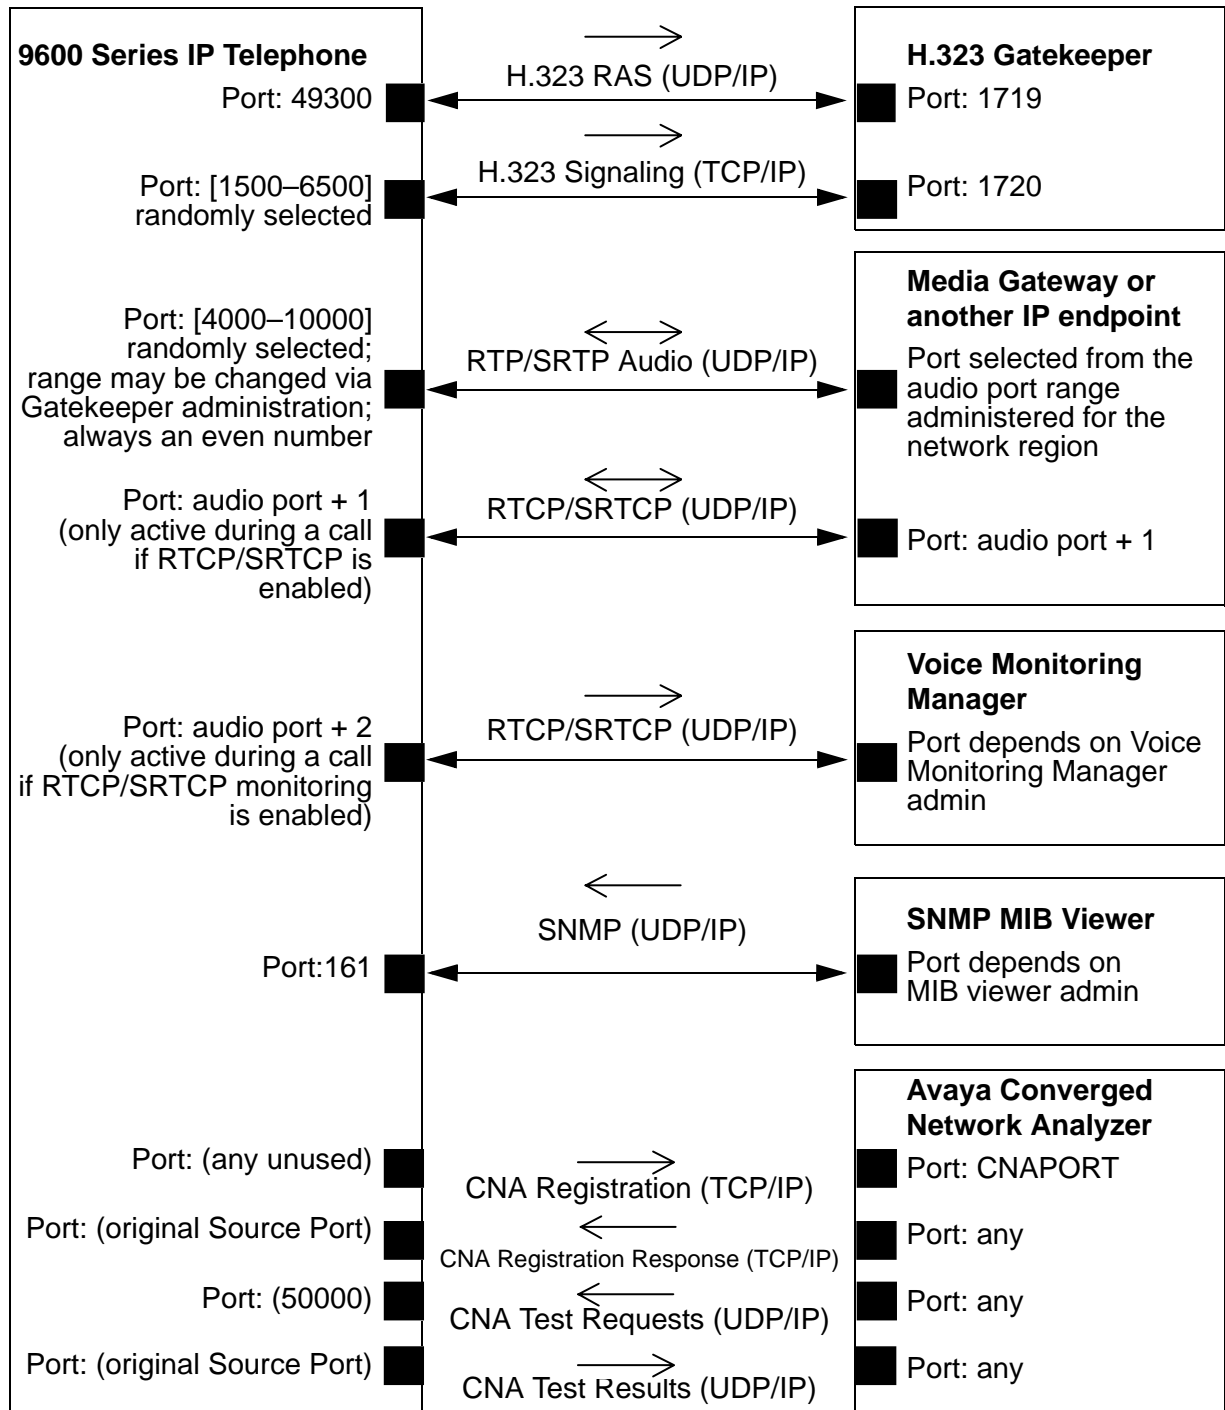 9600 Series IP Telephone
H.323 RAS (UDP/IP)
H.323 Gatekeeper
Port: 49300
Port: 1719
H.323 Signaling (TCP/IP)
Port: [1500–6500]
randomly selected
Port: 1720
Media Gateway or
another IP endpoint
Port: [4000–10000]
randomly selected;
range may be changed via
Gatekeeper administration;
always an even number
RTP/SRTP Audio (UDP/IP)
Port selected from the
audio port range
administered for the
network region
Port: audio port + 1
(only active during a call
if RTCP/SRTCP is
enabled)
RTCP/SRTCP (UDP/IP)
Port: audio port + 1
Voice Monitoring
Manager
Port: audio port + 2
(only active during a call
if RTCP/SRTCP monitoring
is enabled)
RTCP/SRTCP (UDP/IP)
Port depends on Voice
Monitoring Manager
admin
SNMP MIB Viewer
SNMP (UDP/IP)
Port:161
Port depends on
MIB viewer admin
Avaya Converged
Network Analyzer
Port: (any unused)
CNA Registration (TCP/IP)
Port: CNAPORT
Port: (original Source Port)
CNA Registration Response (TCP/IP)
Port: any
Port: (50000)
CNA Test Requests (UDP/IP)
Port: any
Port: (original Source Port)
CNA Test Results (UDP/IP)
Port: any